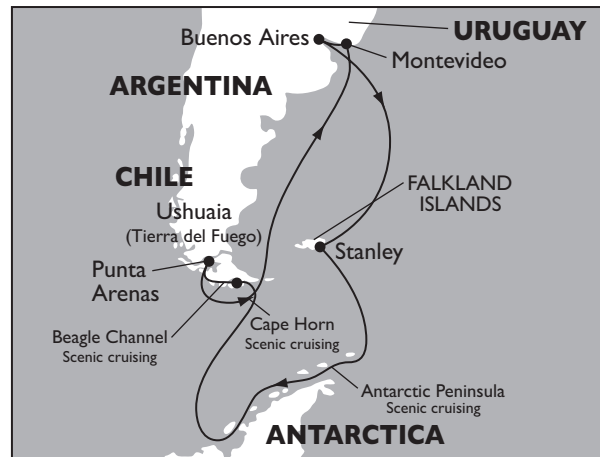 Buenos Aires
URUGUAY
Montevideo
ARGENTINA
CHILE
Ushuaia
(Tierra del Fuego)
FALKLAND
ISLANDS
Stanley
Punta
Arenas
Beagle Channel
Scenic cruising
Cape Horn
Scenic cruising
Antarctic Peninsula
Scenic cruising
ANTARCTICA